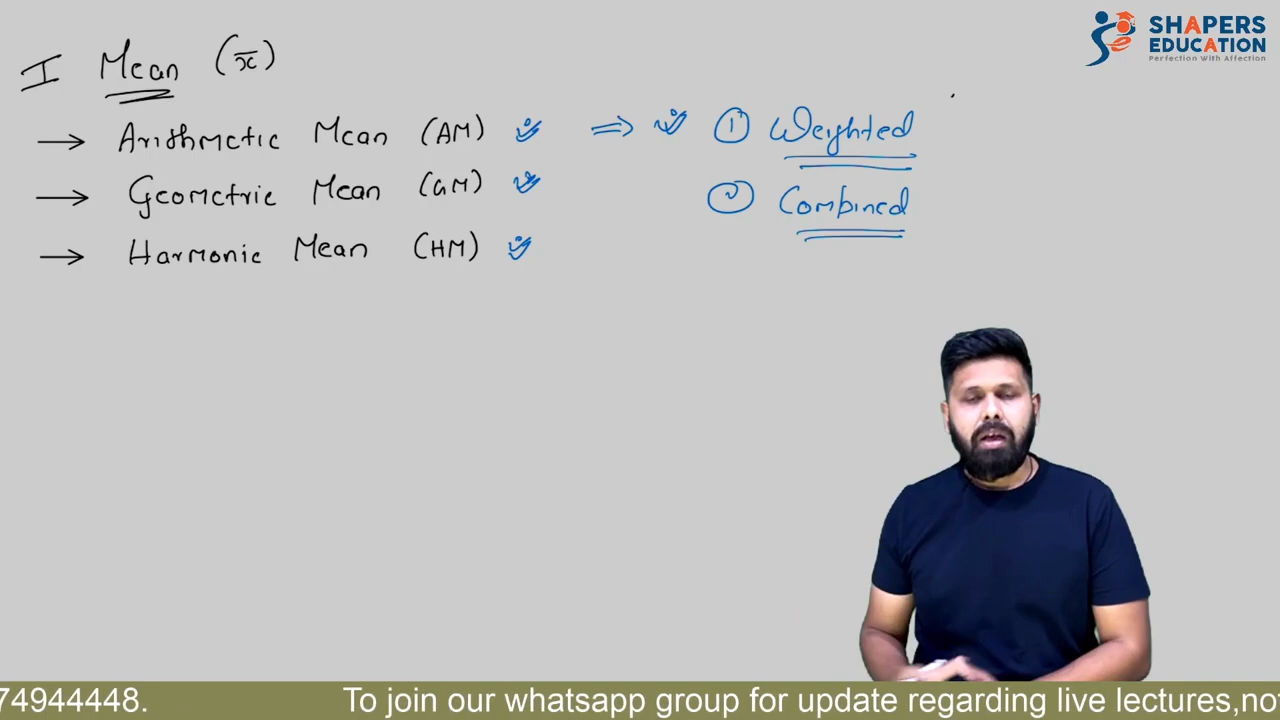 SHAPERS
EDUCATION
Perfection With Affection
I Mean (x̄)
→ Arithmetic Mean (AM) ⇒ ① Weighted
→ Geometric Mean (GM) ② Combined
→ Harmonic Mean (HM)
74944448. To join our whatsapp group for update regarding live lectures,no